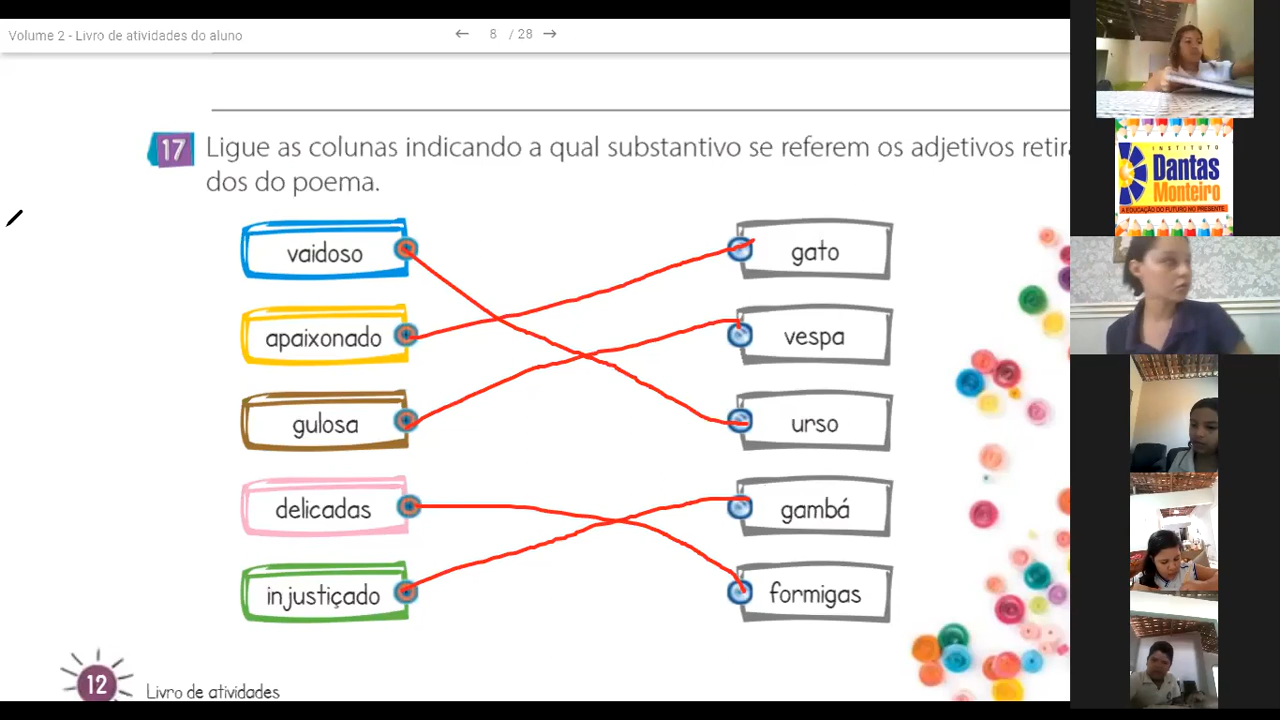 Volume 2 - Livro de atividades do aluno
← 8 / 28 →
17 Ligue as colunas indicando a qual substantivo se referem os adjetivos retira
dos do poema.
vaidoso gato
apaixonado vespa
gulosa urso
delicadas gambá
injustiçado formigas
12 Livro de atividades
INSTITUTO
Dantas
Monteiro
A EDUCAÇÃO DO FUTURO NO PRESENTE